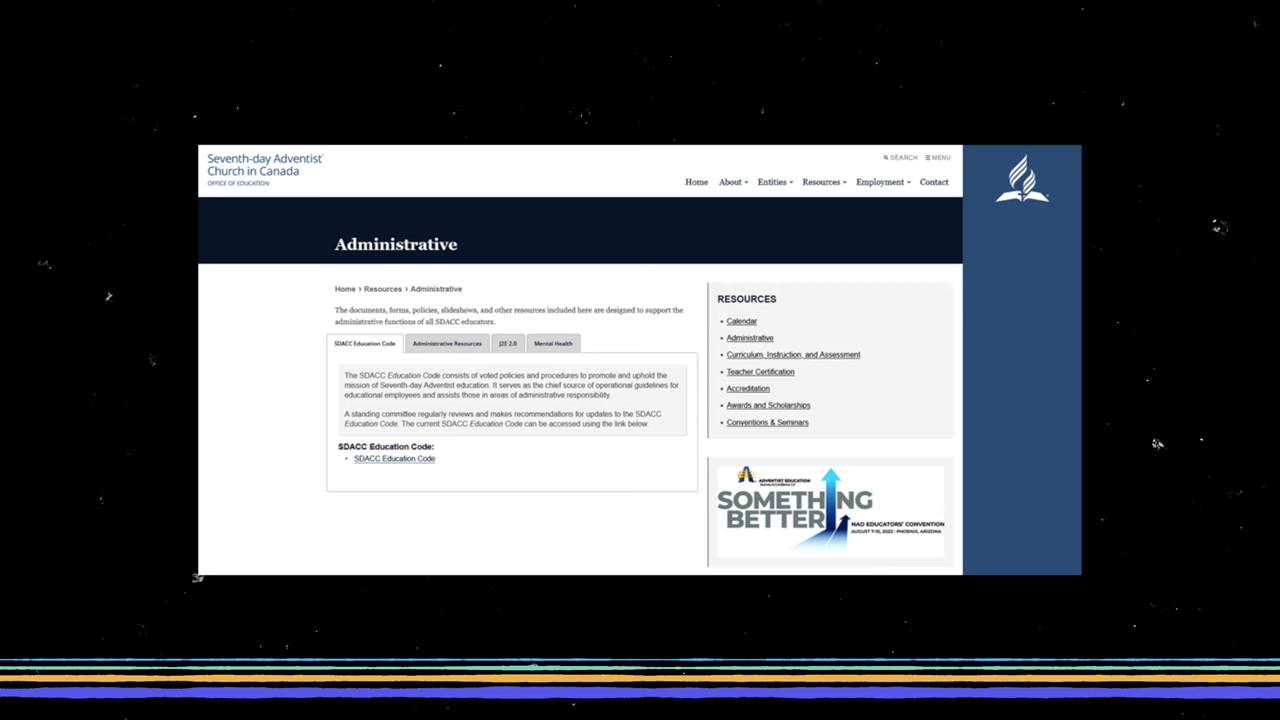 Seventh-day Adventist
Church in Canada
OFFICE OF EDUCATION
SEARCH MENU
Home About Entities Resources Employment Contact
Administrative
Home › Resources › Administrative
The documents, forms, policies, slideshows, and other resources included here are designed to support the
administrative functions of all SDACC educators.
SDACC Education Code Administrative Resources J2E 2.0 Mental Health
The SDACC Education Code consists of voted policies and procedures to promote and uphold the
mission of Seventh-day Adventist education. It serves as the chief source of operational guidelines for
educational employees and assists those in areas of administrative responsibility.
A standing committee regularly reviews and makes recommendations for updates to the SDACC
Education Code. The current SDACC Education Code can be accessed using the link below.
SDACC Education Code:
• SDACC Education Code
RESOURCES
• Calendar
• Administrative
• Curriculum, Instruction, and Assessment
• Teacher Certification
• Accreditation
• Awards and Scholarships
• Conventions & Seminars
ADVENTIST EDUCATION
SOMETHING
BETTER
NAD EDUCATORS' CONVENTION
AUGUST 7-10, 2023 | PHOENIX, ARIZONA